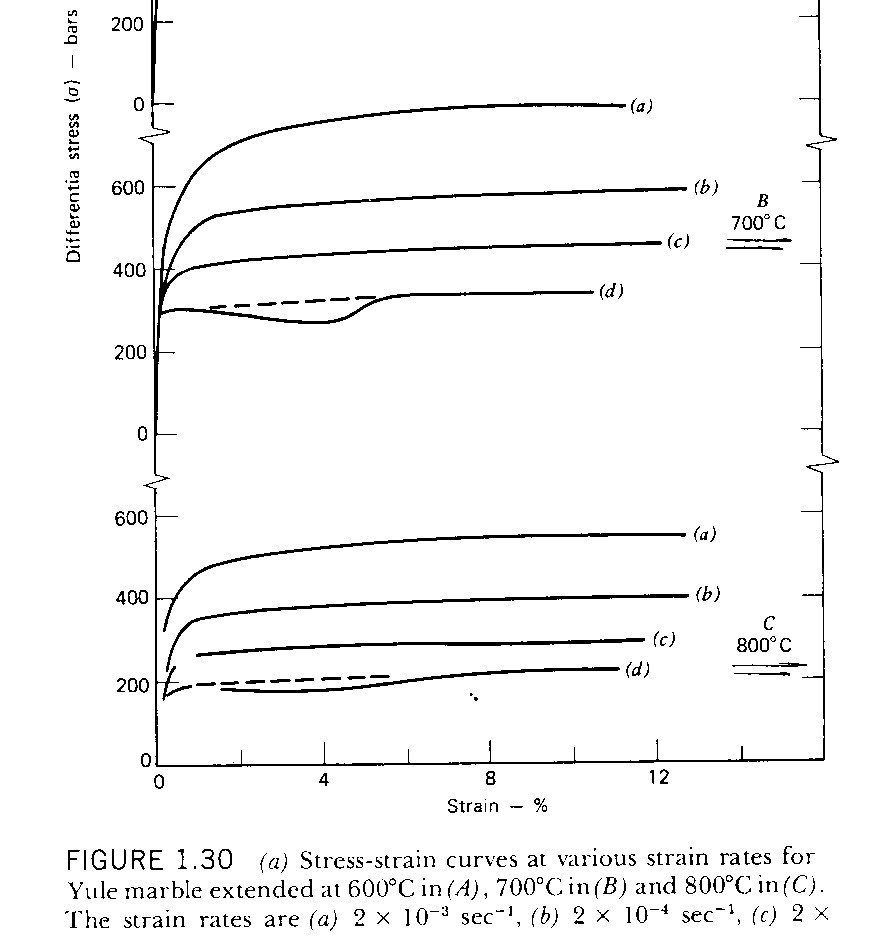 Differentia stress (σ) — bars
200
0
(a)
600
(b)
B
700°C
(c)
400
(d)
200
0
600
(a)
400
(b)
C
800°C
(c)
(d)
200
0
0 4 8 12
Strain — %
FIGURE 1.30 (a) Stress-strain curves at various strain rates for
Yule marble extended at 600°C in (A), 700°C in (B) and 800°C in (C).
The strain rates are (a) 2 × 10⁻³ sec⁻¹, (b) 2 × 10⁻⁴ sec⁻¹, (c) 2 ×